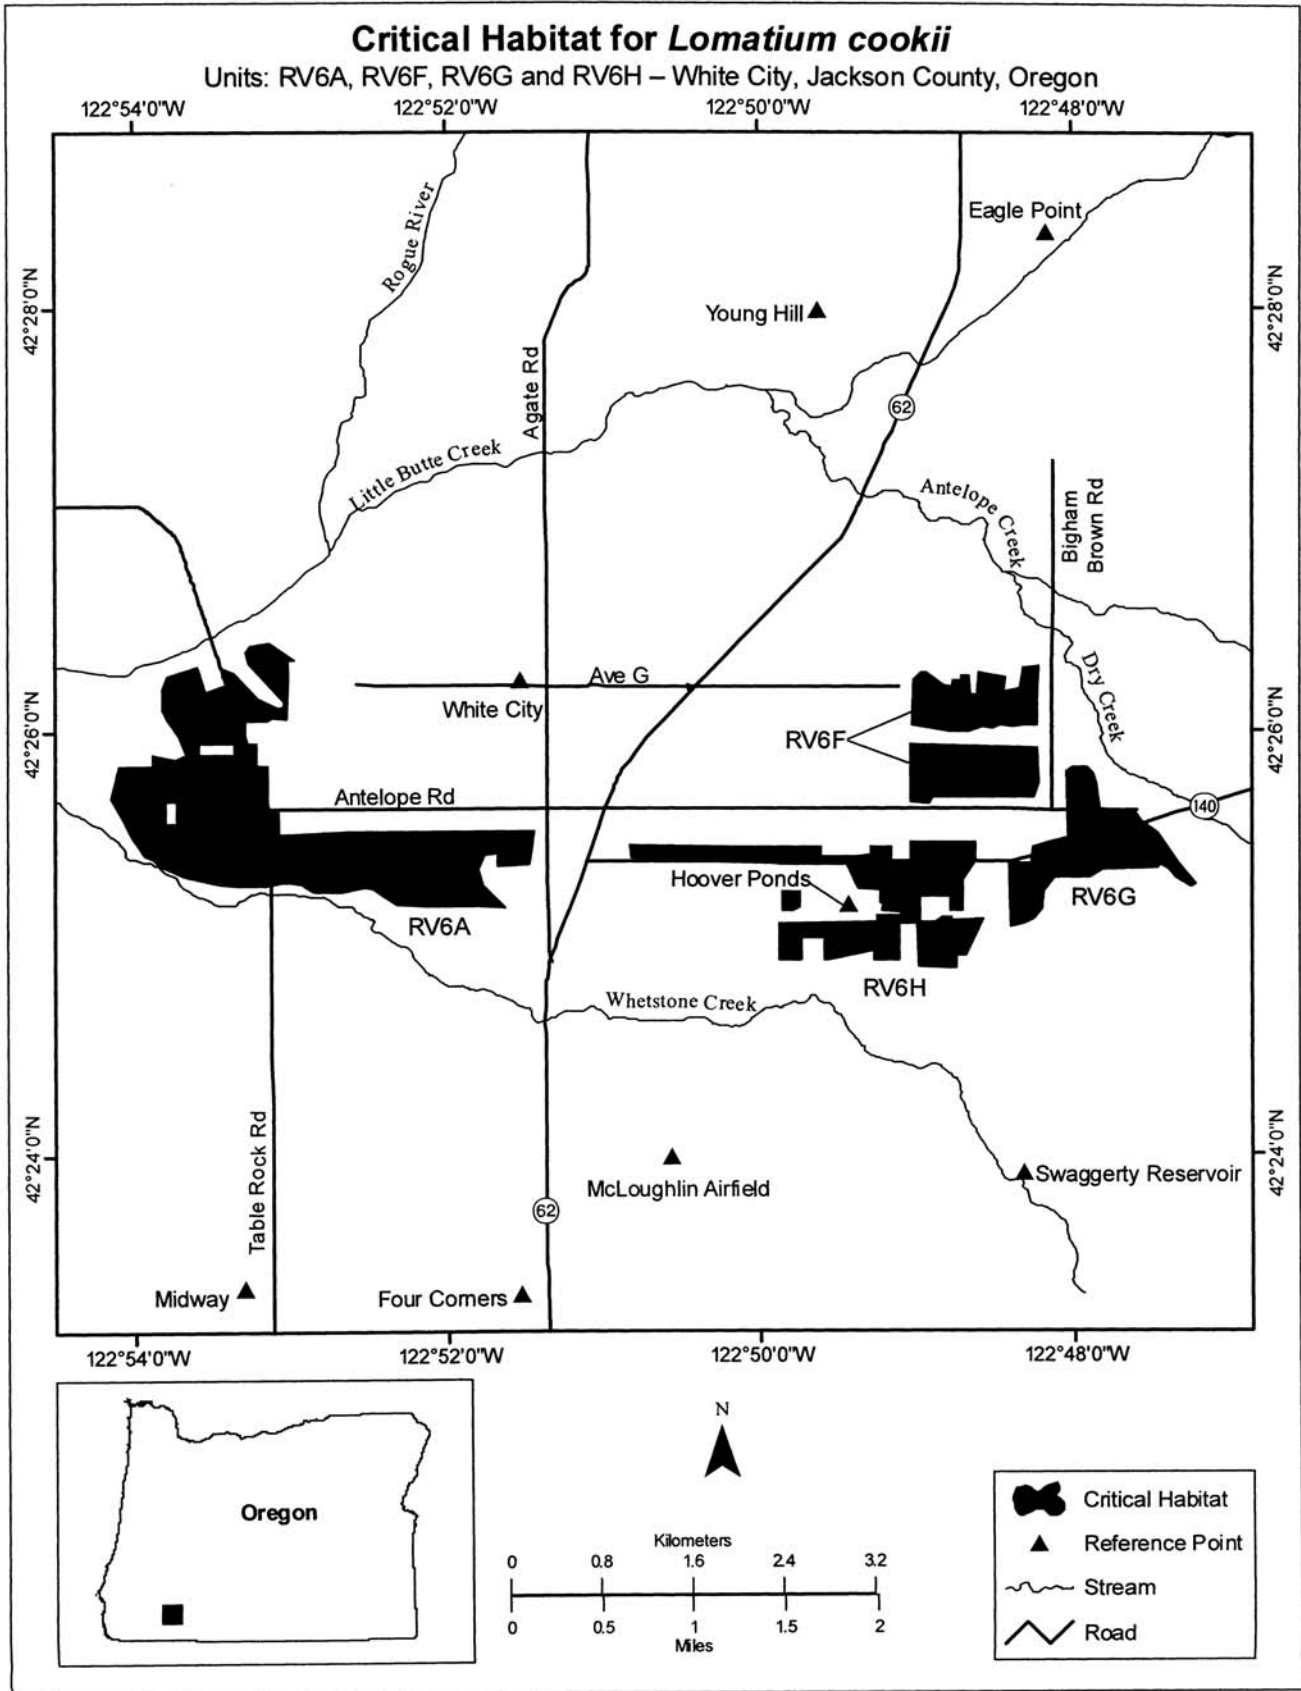 Critical Habitat for Lomatium cookii
Units: RV6A, RV6F, RV6G and RV6H – White City, Jackson County, Oregon
122°54'0"W
122°52'0"W
122°50'0"W
122°48'0"W
Rogue River
Eagle Point
42°28'0"N
42°28'0"N
Young Hill
Agate Rd
62
Little Butte Creek
Antelope Creek
Bigham
Brown Rd
Dry Creek
Ave G
White City
42°26'0"N
42°26'0"N
RV6F
Antelope Rd
140
Hoover Ponds
RV6G
RV6A
RV6H
Whetstone Creek
42°24'0"N
42°24'0"N
Table Rock Rd
McLoughlin Airfield
Swaggerty Reservoir
62
Midway
Four Corners
122°54'0"W
122°52'0"W
122°50'0"W
122°48'0"W
Oregon
N
Kilometers
0 0.8 1.6 2.4 3.2
0 0.5 1 1.5 2
Miles
Critical Habitat
Reference Point
Stream
Road